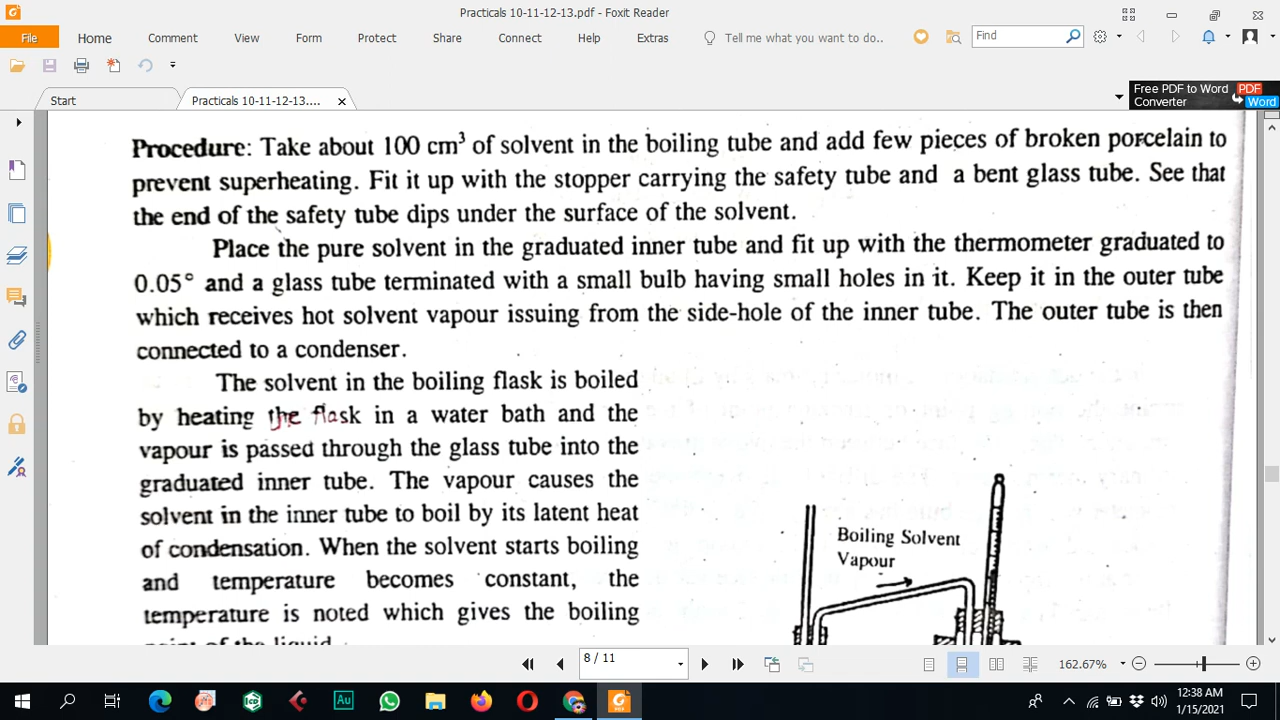 Practicals 10-11-12-13.pdf - Foxit Reader
File Home Comment View Form Protect Share Connect Help Extras Tell me what you want to do.. Find
Start Practicals 10-11-12-13.... Free PDF to Word
Converter PDF
Word
Procedure: Take about 100 cm³ of solvent in the boiling tube and add few pieces of broken porcelain to
prevent superheating. Fit it up with the stopper carrying the safety tube and a bent glass tube. See that
the end of the safety tube dips under the surface of the solvent.
Place the pure solvent in the graduated inner tube and fit up with the thermometer graduated to
0.05° and a glass tube terminated with a small bulb having small holes in it. Keep it in the outer tube
which receives hot solvent vapour issuing from the side-hole of the inner tube. The outer tube is then
connected to a condenser.
The solvent in the boiling flask is boiled
by heating the flask in a water bath and the
vapour is passed through the glass tube into the
graduated inner tube. The vapour causes the
solvent in the inner tube to boil by its latent heat
of condensation. When the solvent starts boiling
and temperature becomes constant, the
temperature is noted which gives the boiling
point of the liquid.
Boiling Solvent
Vapour
8 / 11
162.67%
Au
12:38 AM
1/15/2021